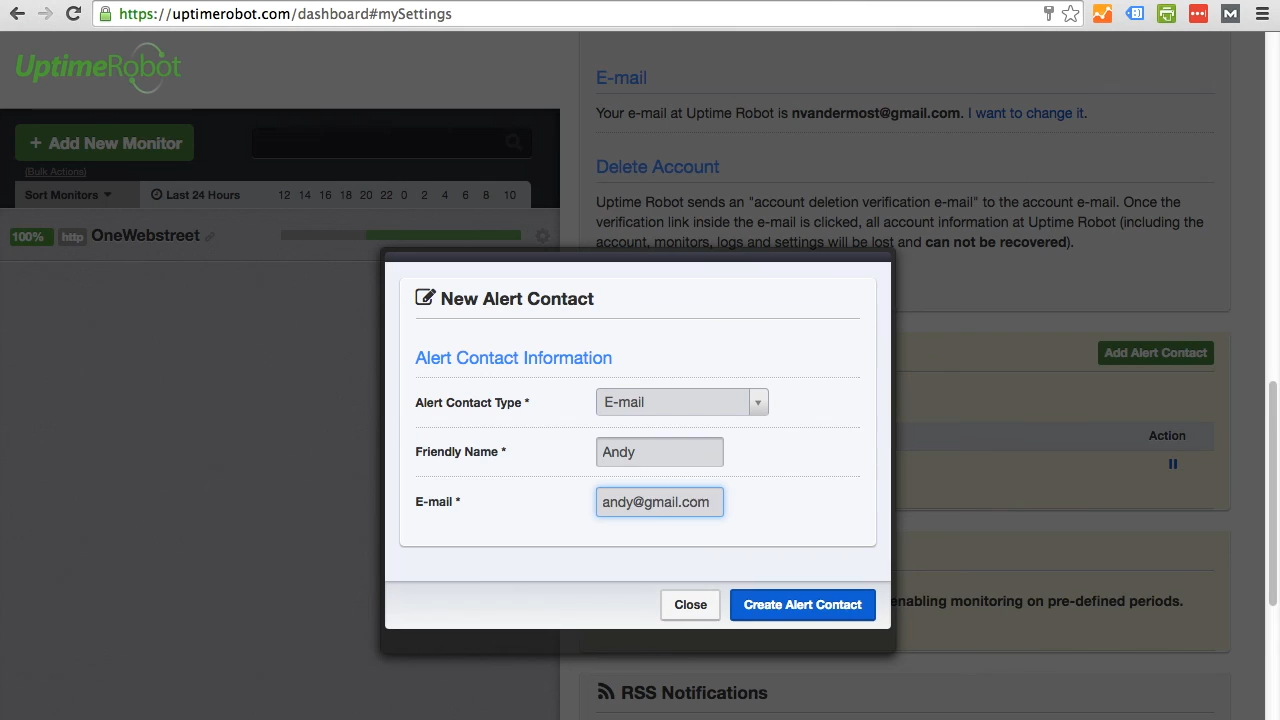 https://uptimerobot.com/dashboard#mySettings
UptimeRobot
+ Add New Monitor
(Bulk Actions)
Sort Monitors
Last 24 Hours
12 14 16 18 20 22 0 2 4 6 8 10
100% http OneWebstreet
E-mail
Your e-mail at Uptime Robot is nvandermost@gmail.com. I want to change it.
Delete Account
Uptime Robot sends an "account deletion verification e-mail" to the account e-mail. Once the
verification link inside the e-mail is clicked, all account information at Uptime Robot (including the
account, monitors, logs and settings will be lost and can not be recovered).
New Alert Contact
Alert Contact Information
Alert Contact Type *
E-mail
Friendly Name *
Andy
E-mail *
andy@gmail.com
Close
Create Alert Contact
Add Alert Contact
Action
enabling monitoring on pre-defined periods.
RSS Notifications